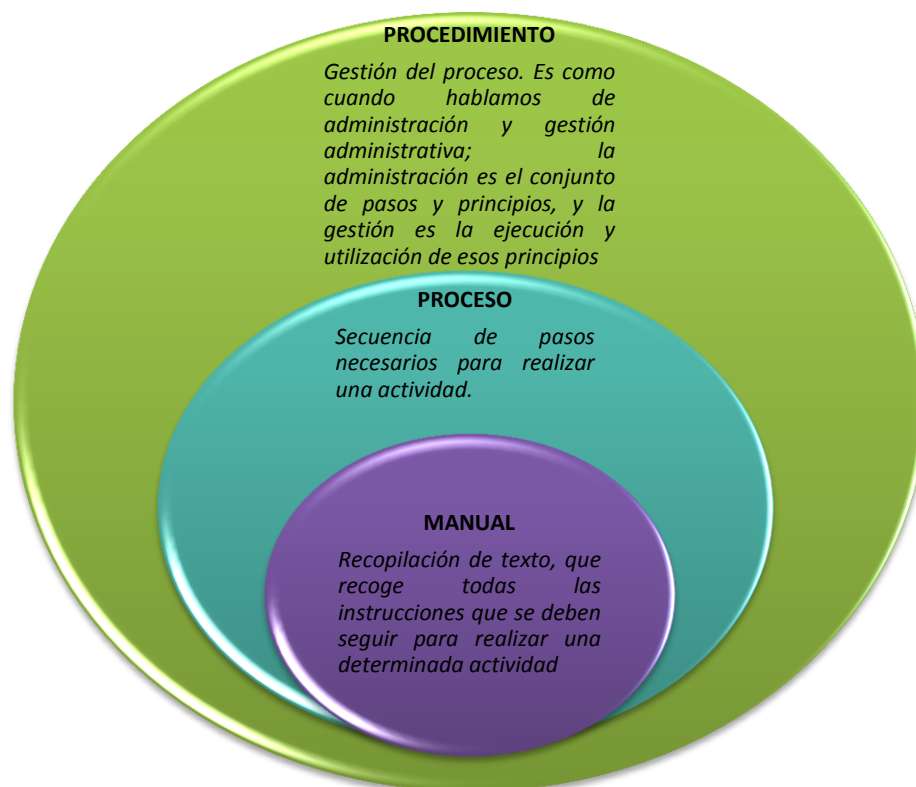 PROCEDIMIENTO
Gestión del proceso. Es como
cuando hablamos de
administración y gestión
administrativa; la
administración es el conjunto
de pasos y principios, y la
gestión es la ejecución y
utilización de esos principios
PROCESO
Secuencia de pasos
necesarios para realizar
una actividad.
MANUAL
Recopilación de texto, que
recoge todas las
instrucciones que se deben
seguir para realizar una
determinada actividad